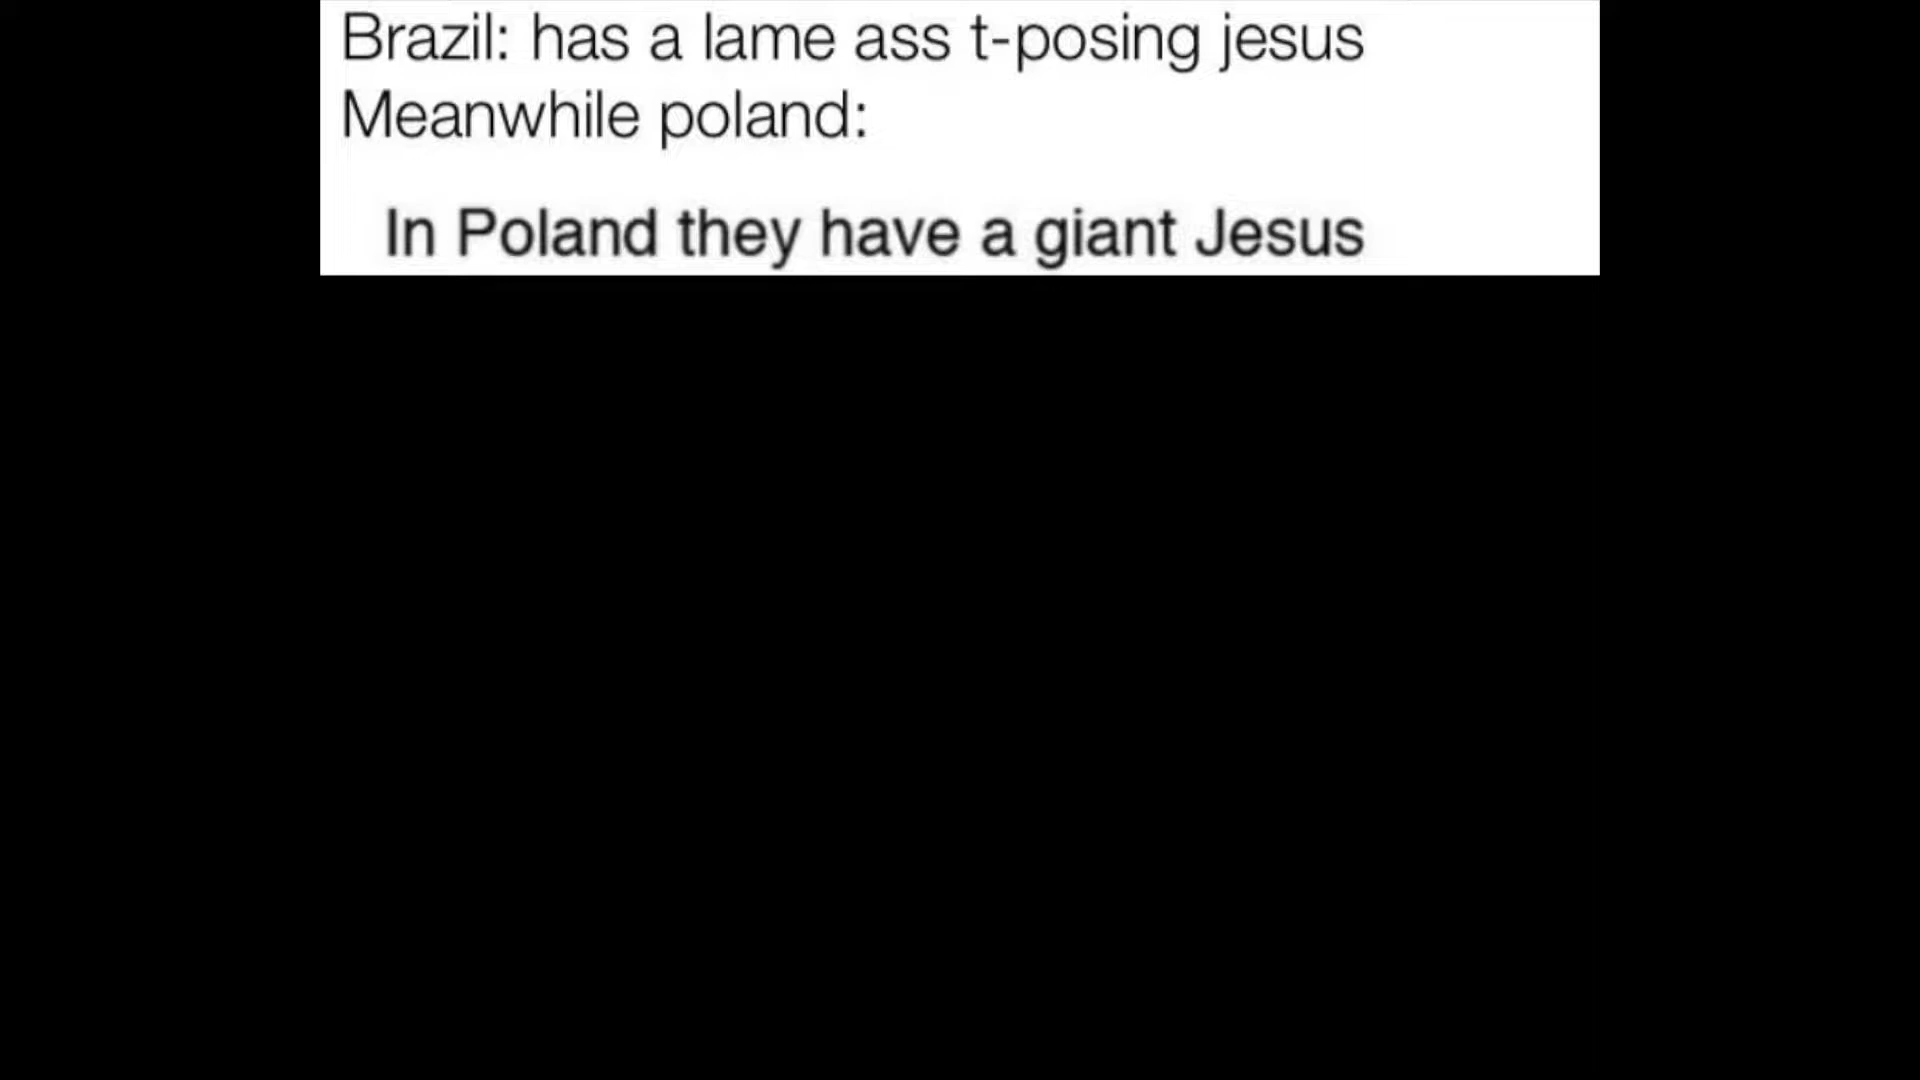 Brazil: has a lame ass t-posing jesus
Meanwhile poland:
In Poland they have a giant Jesus